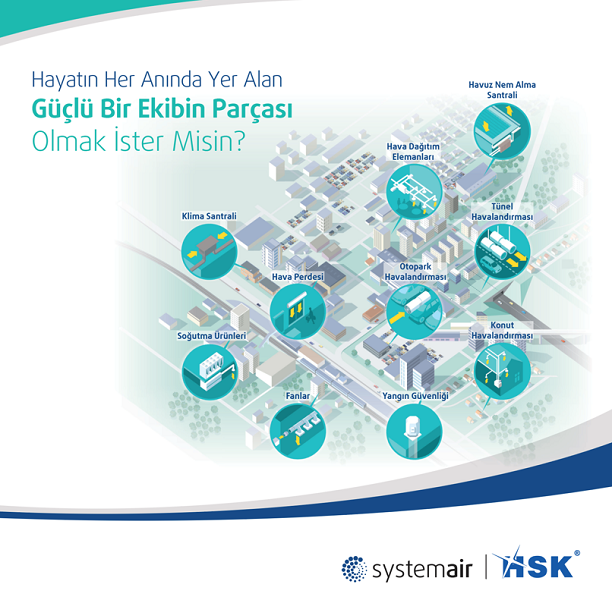 Hayatın Her Anında Yer Alan
Güçlü Bir Ekibin Parçası
Olmak İster Misin?
Havuz Nem Alma
Santrali
Hava Dağıtım
Elemanları
Tünel
Havalandırması
Klima Santrali
Hava Perdesi
Otopark
Havalandırması
Soğutma Ürünleri
Konut
Havalandırması
Fanlar
Yangın Güvenliği
systemair | HSK®